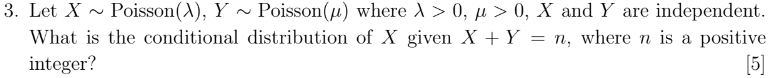 3. Let X ∼ Poisson(λ), Y ∼ Poisson(μ) where λ > 0, μ > 0, X and Y are independent.
What is the conditional distribution of X given X + Y = n, where n is a positive
integer? [5]